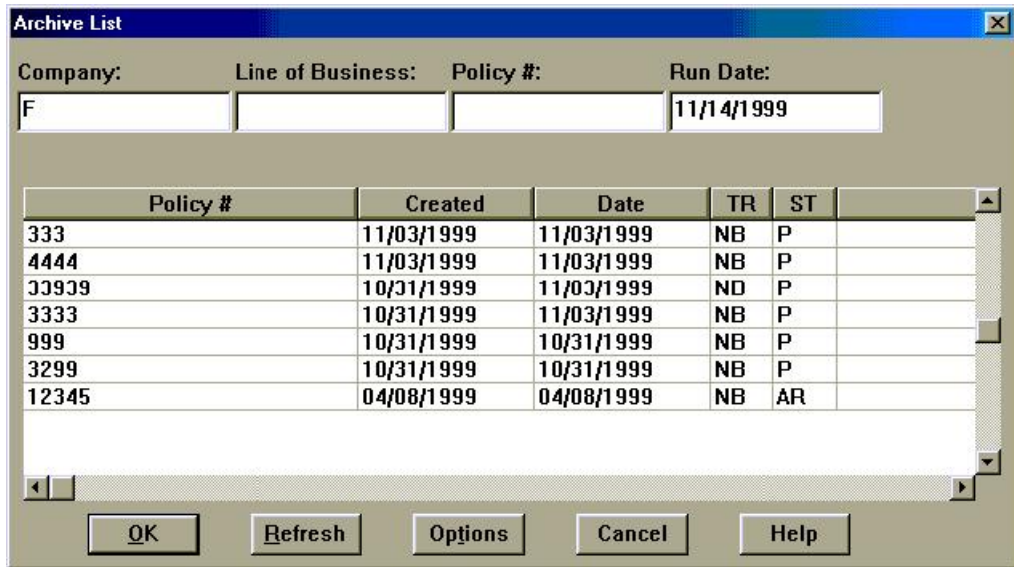 Archive List
Company: Line of Business: Policy #: Run Date:
F 11/14/1999
Policy # Created Date TR ST
333 11/03/1999 11/03/1999 NB P
4444 11/03/1999 11/03/1999 NB P
33939 10/31/1999 11/03/1999 NB P
3333 10/31/1999 11/03/1999 NB P
999 10/31/1999 10/31/1999 NB P
3299 10/31/1999 10/31/1999 NB P
12345 04/08/1999 04/08/1999 NB AR
OK Refresh Options Cancel Help